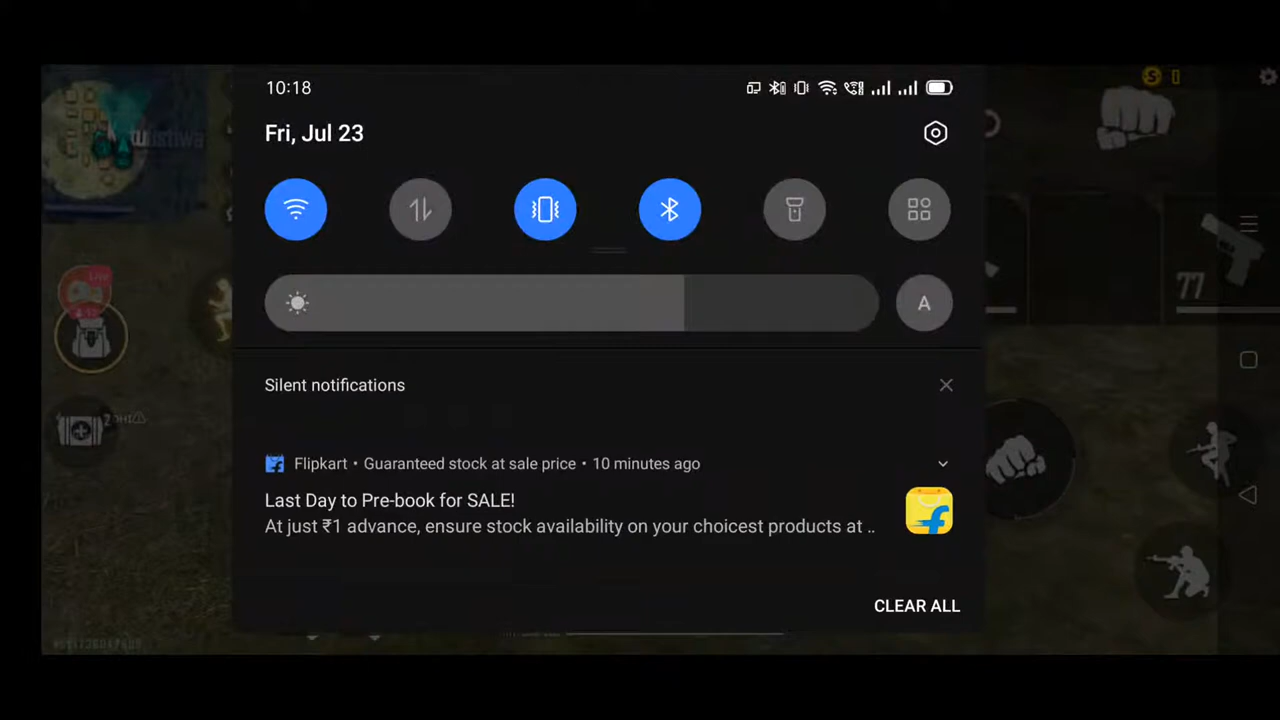 10:18
Fri, Jul 23
A
Silent notifications
Flipkart • Guaranteed stock at sale price • 10 minutes ago
Last Day to Pre-book for SALE!
At just ₹1 advance, ensure stock availability on your choicest products at ..
CLEAR ALL
Live
77